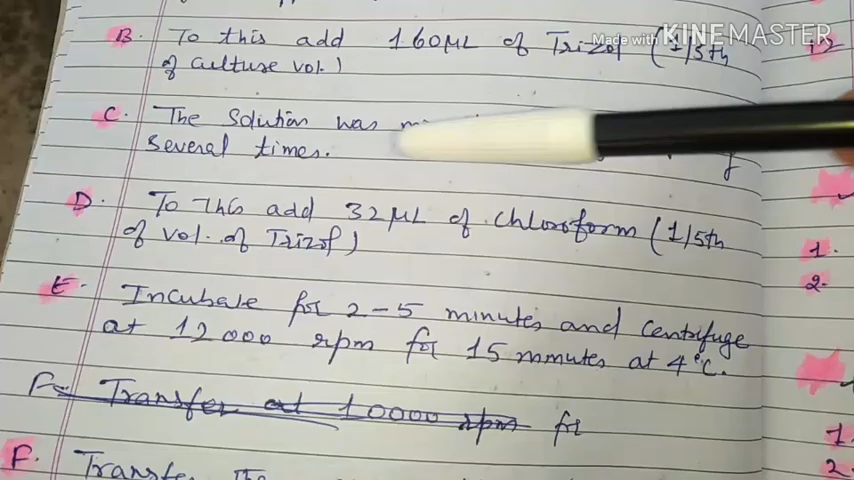 B. To this add 160μL of Trizol (1/5th
Made with KINEMASTER
of culture vol.)
C. The Solution was
several times.
D. To this add 32μL of chloroform (1/5th
of vol. of Trizol)
E. Incubate for 2-5 minutes and centrifuge
at 12000 rpm for 15 minutes at 4°C.
F. Transfer at 10000 rpm for
F. Transfer the
1.
2.
1.
2